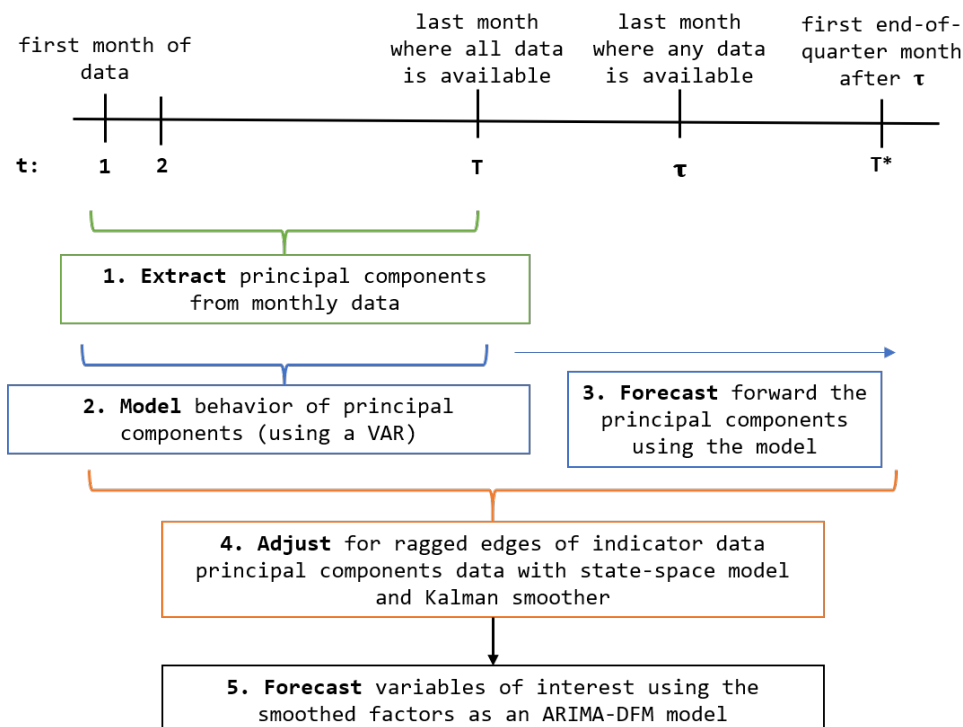 first month of
data
last month
where all data
is available
last month
where any data
is available
first end-of-
quarter month
after τ
t: 1 2 T τ T*
1. Extract principal components
from monthly data
2. Model behavior of principal
components (using a VAR)
3. Forecast forward the
principal components
using the model
4. Adjust for ragged edges of indicator data
principal components data with state-space model
and Kalman smoother
5. Forecast variables of interest using the
smoothed factors as an ARIMA-DFM model